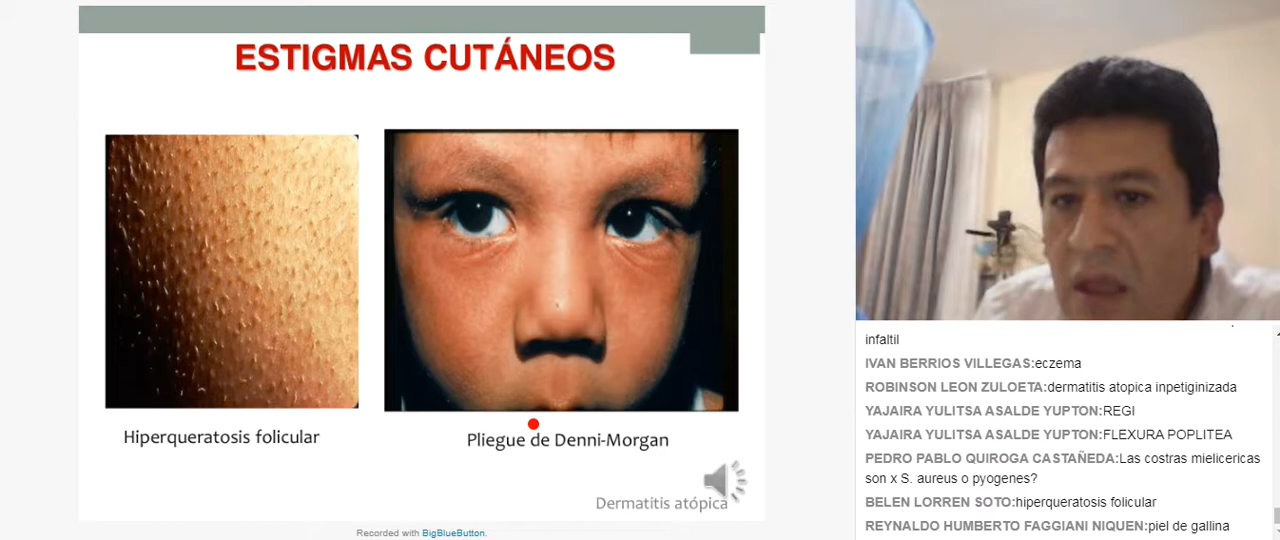 ESTIGMAS CUTÁNEOS
Hiperqueratosis folicular
Pliegue de Denni-Morgan
Dermatitis atópica
Recorded with BigBlueButton.
infaltil
IVAN BERRIOS VILLEGAS:eczema
ROBINSON LEON ZULOETA:dermatitis atopica inpetiginizada
YAJAIRA YULITSA ASALDE YUPTON:REGI
YAJAIRA YULITSA ASALDE YUPTON:FLEXURA POPLITEA
PEDRO PABLO QUIROGA CASTAÑEDA:Las costras mielicericas
son x S. aureus o pyogenes?
BELEN LORREN SOTO:hiperqueratosis folicular
REYNALDO HUMBERTO FAGGIANI NIQUEN:piel de gallina